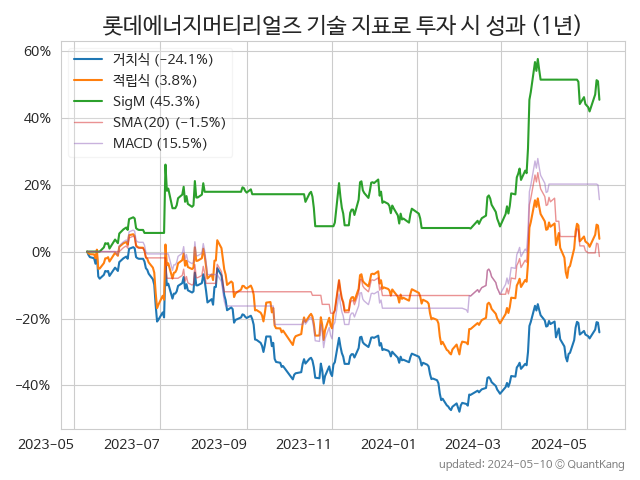 롯데에너지머티리얼즈 기술 지표로 투자 시 성과 (1년)
60%
40%
20%
0%
−20%
−40%
거치식 (−24.1%)
적립식 (3.8%)
SigM (45.3%)
SMA(20) (−1.5%)
MACD (15.5%)
2023-05
2023-07
2023-09
2023-11
2024-01
2024-03
2024-05
updated: 2024-05-10 © QuantKang